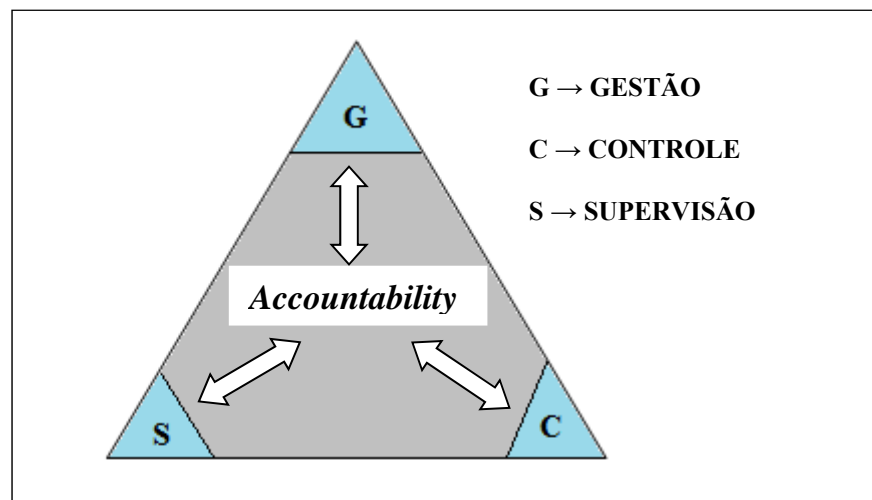 G
G → GESTÃO
C → CONTROLE
S → SUPERVISÃO
Accountability
S
C